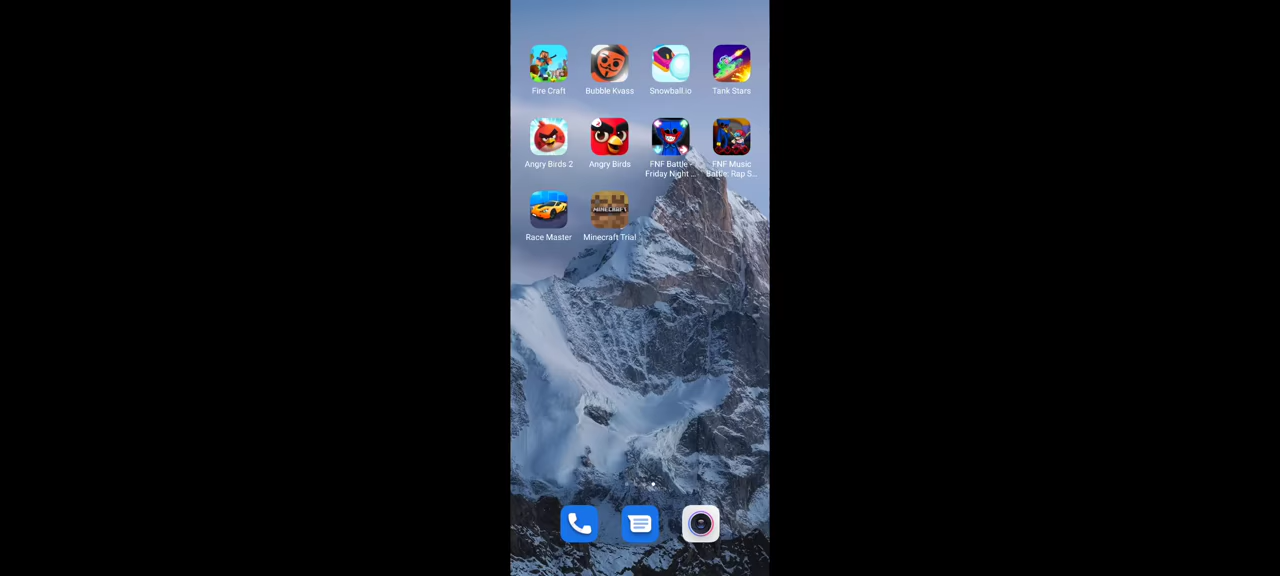 Fire Craft
Bubble Kvass
Snowball.io
Tank Stars
Angry Birds 2
Angry Birds
FNF Battle -
Friday Night ...
FNF Music
Battle: Rap S...
MINECRAFT
Race Master
Minecraft Trial